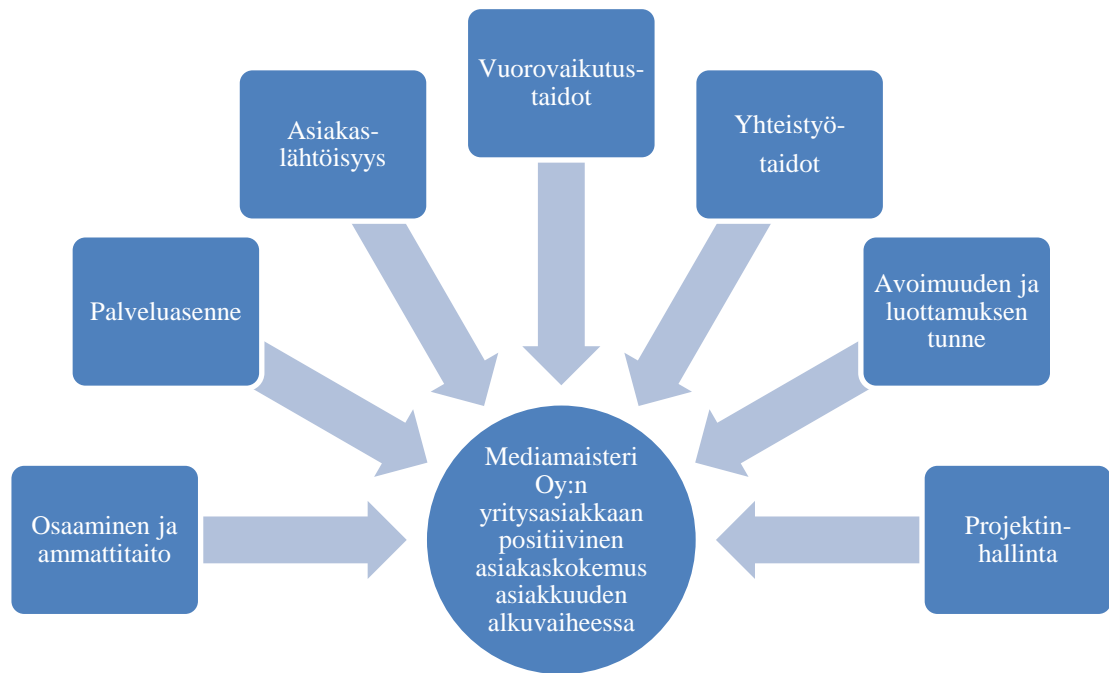 Vuorovaikutus-
taidot
Asiakas-
lähtöisyys
Yhteistyö-
taidot
Palveluasenne
Avoimuuden ja
luottamuksen
tunne
Osaaminen ja
ammattitaito
Mediamaisteri
Oy:n
yritysasiakkaan
positiivinen
asiakaskokemus
asiakkuuden
alkuvaiheessa
Projektin-
hallinta